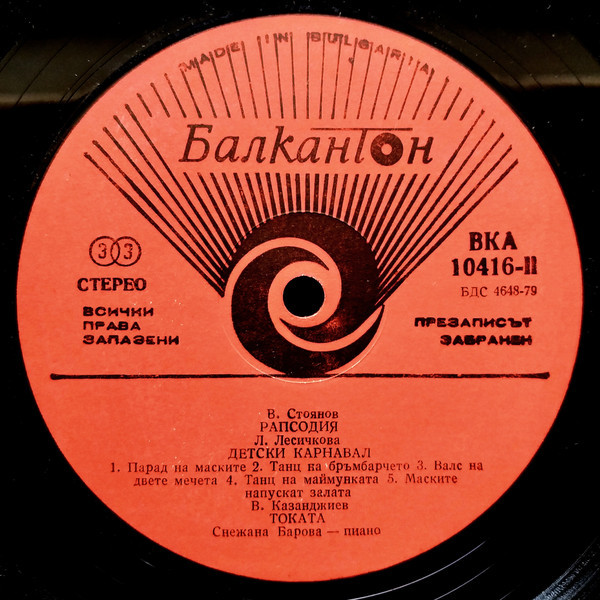 MADE IN BULGARIA
Балкантон
33
СТЕРЕО
ВСИЧКИ
ПРАВА
ЗАПАЗЕНИ
ВКА
10416-II
БДС 4648-79
ПРЕЗАПИСЪТ
ЗАБРАНЕН
В. Стоянов
РАПСОДИЯ
Л. Лесичкова
ДЕТСКИ КАРНАВАЛ
1. Парад на маските 2. Танц на бръмбарчето 3. Валс на
двете мечета 4. Танц на маймунката 5. Маските
напускат залата
В. Казанджиев
ТОКАТА
Снежана Барова — пиано